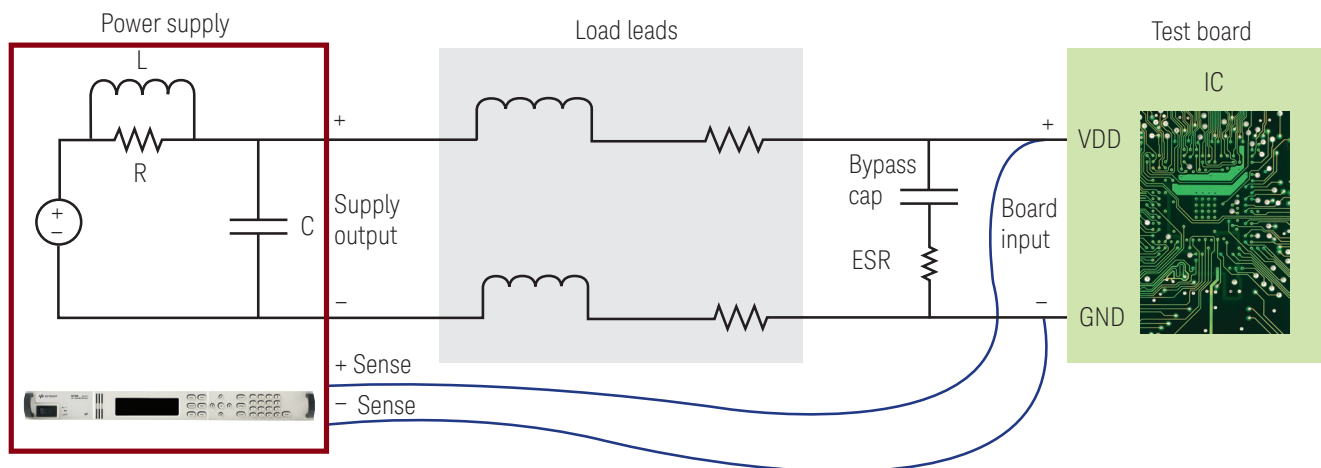 Power supply
Load leads
Test board
L
IC
+
+
VDD
R
Bypass
cap
+
−
C
Supply
output
Board
input
ESR
−
−
GND
+ Sense
− Sense